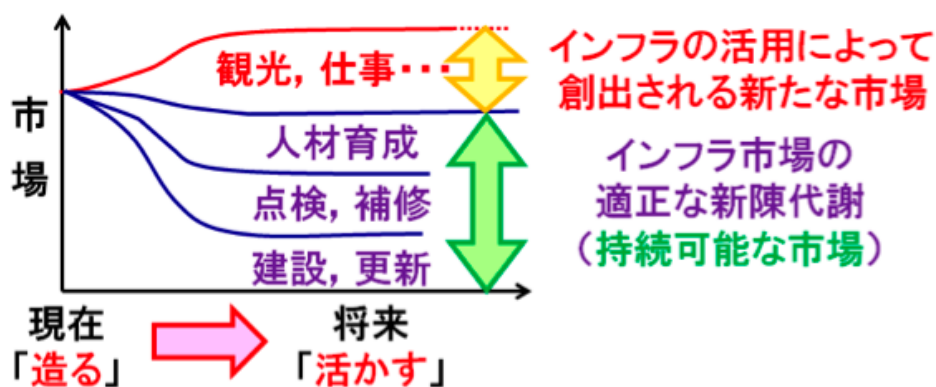 市
場
観光，仕事・・・
人材育成
点検，補修
建設，更新
インフラの活用によって
創出される新たな市場
インフラ市場の
適正な新陳代謝
（持続可能な市場）
現在
「造る」
将来
「活かす」